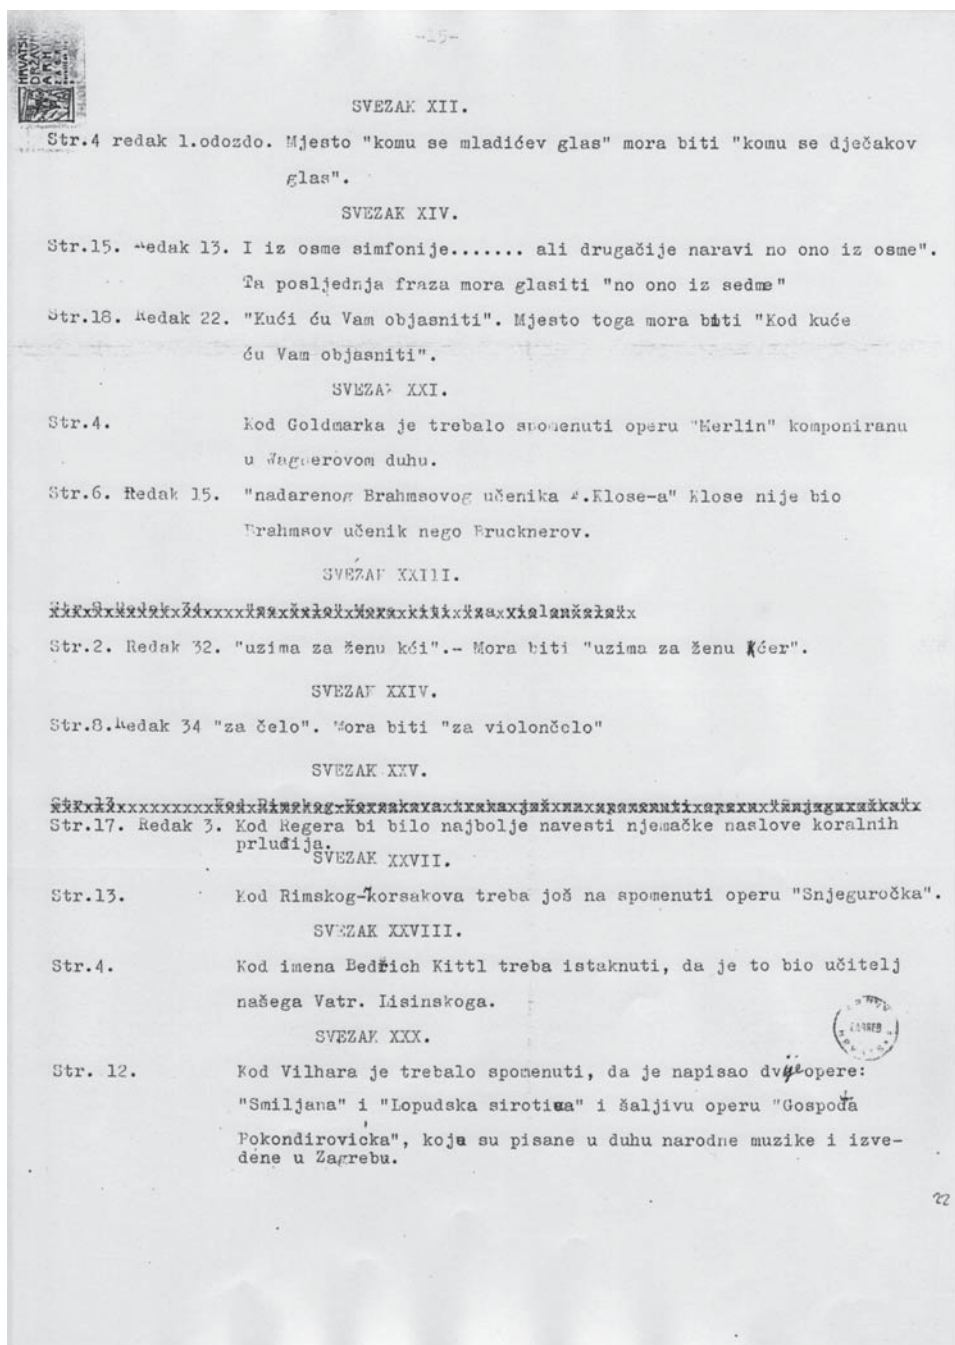 -15-
HRVATSKI
DRŽAVNI
ARHIV
SVEZAK XII.
Str.4 redak 1.odozdo. Mjesto "komu se mladićev glas" mora biti "komu se dječakov
glas".
SVEZAK XIV.
Str.15. Redak 13. I iz osme simfonije....... ali drugačije naravi no ono iz osme".
Ta posljednja fraza mora glasiti "no ono iz sedme"
Str.18. Redak 22. "Kući ću Vam objasniti". Mjesto toga mora biti "Kod kuće
ću Vam objasniti".
SVEZAK XXI.
Str.4. Kod Goldmarka je trebalo spomenuti operu "Merlin" komponiranu
u Wagnerovom duhu.
Str.6. Redak 15. "nadarenog Brahmsovog učenika F.Klose-a" Klose nije bio
Brahmsov učenik nego Brucknerov.
SVEZAK XXIII.
Str.2. Redak 32. "uzima za ženu kći".- Mora biti "uzima za ženu kćer".
SVEZAK XXIV.
Str.8.Redak 34 "za čelo". Mora biti "za violončelo"
SVEZAK XXV.
Str.17. Redak 3. Kod Regera bi bilo najbolje navesti njemačke naslove koralnih
prludija.
SVEZAK XXVII.
Str.13. Kod Rimskog-korsakova treba još na spomenuti operu "Snjeguročka".
SVEZAK XXVIII.
Str.4. Kod imena Bedřich Kittl treba istaknuti, da je to bio učitelj
našega Vatr. Lisinskoga.
ZAGREB
SVEZAK XXX.
Str. 12. Kod Vilhara je trebalo spomenuti, da je napisao dvije opere:
"Smiljana" i "Lopudska sirotica" i šaljivu operu "Gospođa
Pokondirovićka", koje su pisane u duhu narodne muzike i izve-
dene u Zagrebu.
22